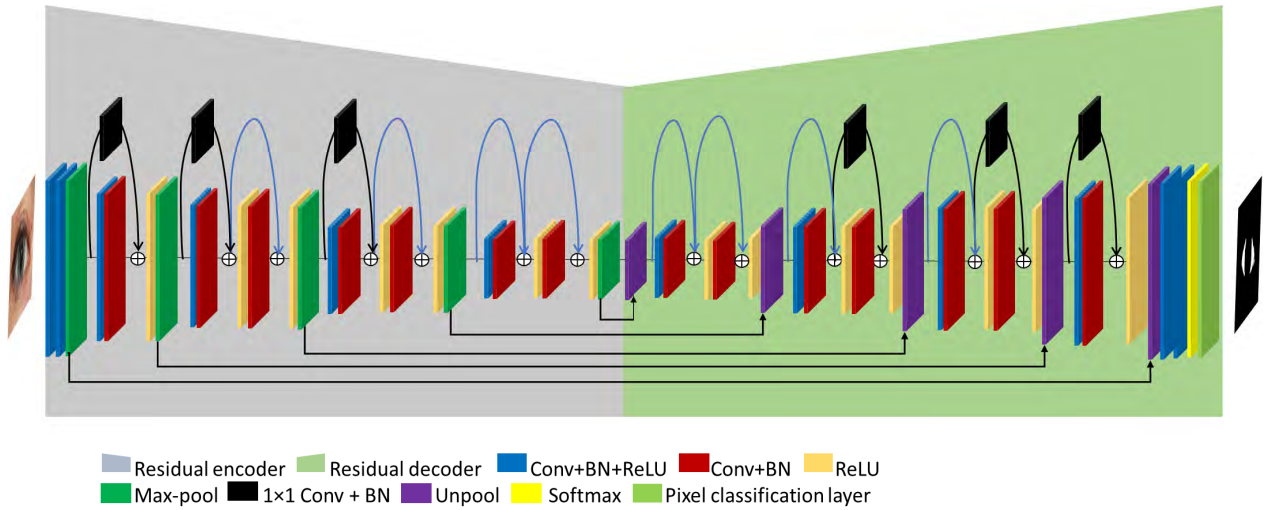 Residual encoder Residual decoder Conv+BN+ReLU Conv+BN ReLU
Max-pool 1×1 Conv + BN Unpool Softmax Pixel classification layer